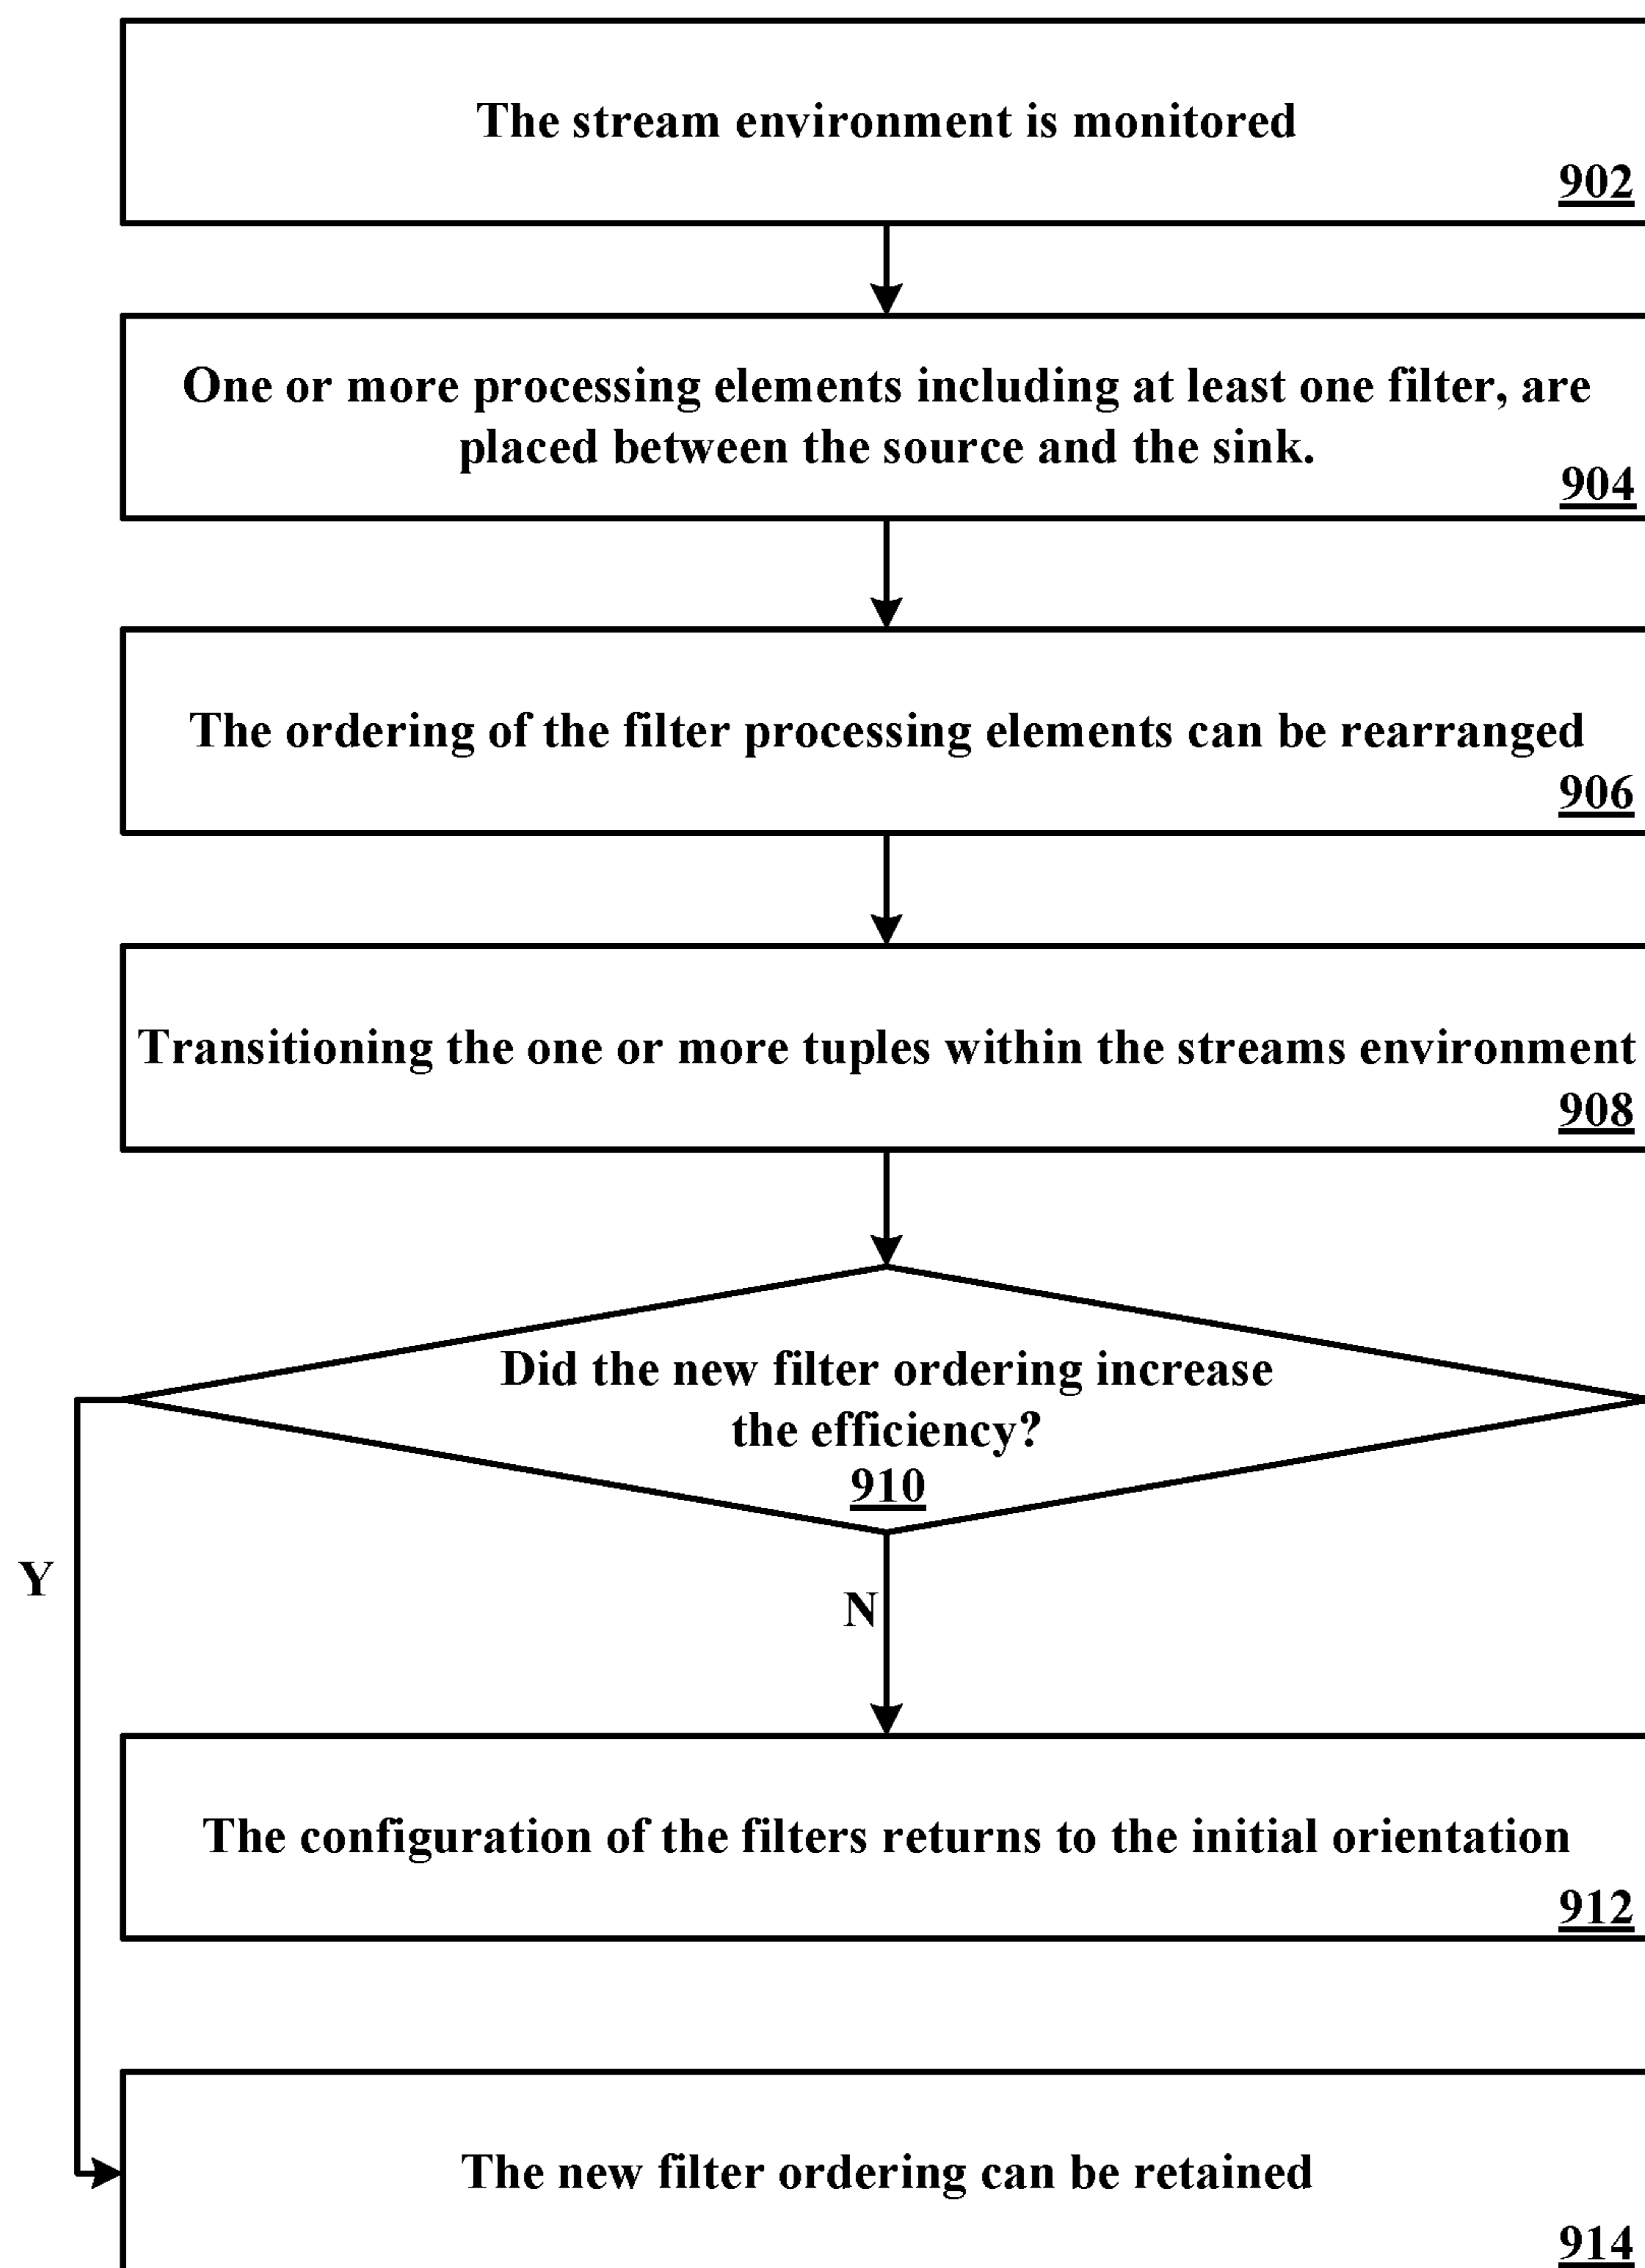 The stream environment is monitored
902
One or more processing elements including at least one filter, are
placed between the source and the sink.
904
The ordering of the filter processing elements can be rearranged
906
Transitioning the one or more tuples within the streams environment
908
Did the new filter ordering increase
the efficiency?
910
Y
N
The configuration of the filters returns to the initial orientation
912
The new filter ordering can be retained
914